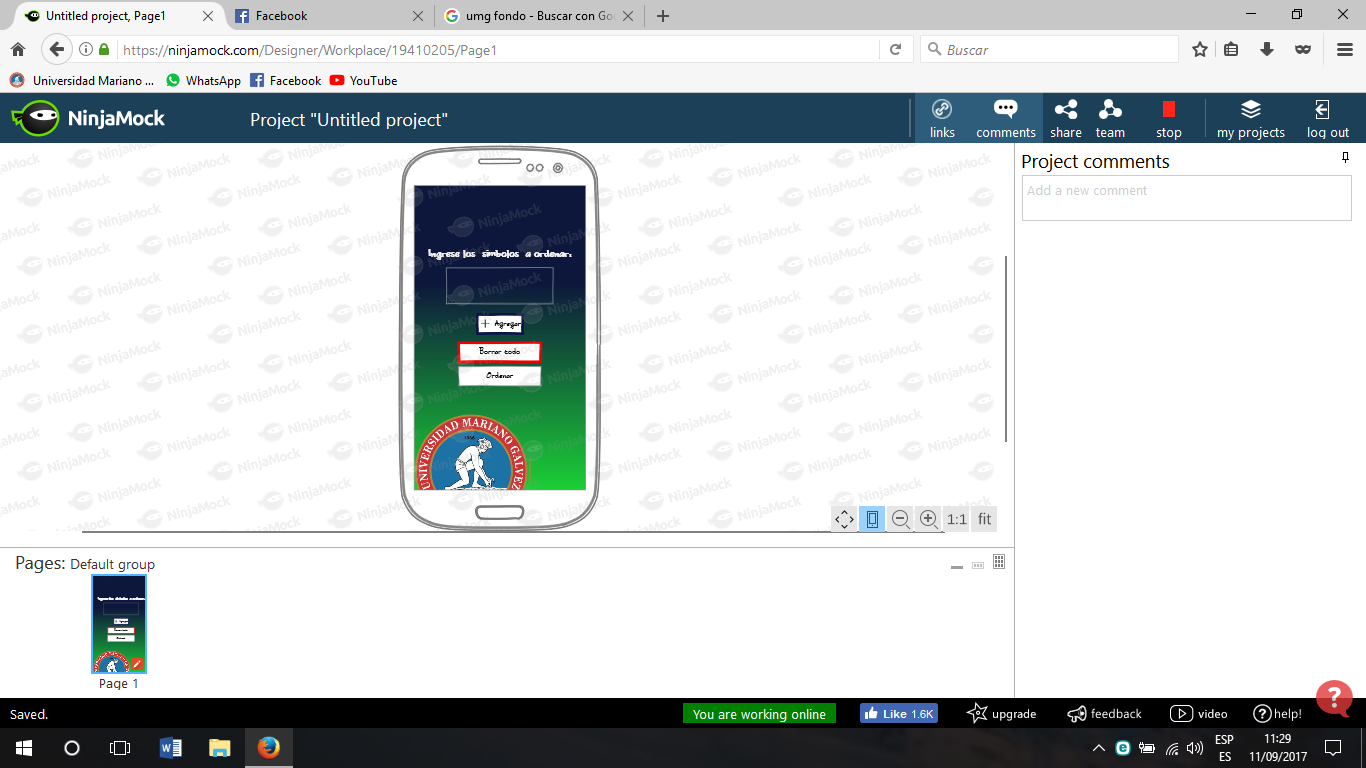 Untitled project, Page1
Facebook
umg fondo - Buscar con Go
https://ninjamock.com/Designer/Workplace/19410205/Page1
Buscar
Universidad Mariano ...
WhatsApp
Facebook
YouTube
NinjaMock
Project "Untitled project"
links
comments
share
team
stop
my projects
log out
Project comments
Add a new comment
Ingrese los símbolos a ordenar:
+ Agregar
Borrar todo
Ordenar
UNIVERSIDAD MARIANO GALVEZ
1966
NinjaMock
1:1
fit
Pages: Default group
Page 1
Saved.
You are working online
Like 1.6K
upgrade
feedback
video
?
help!
ESP
ES
11:29
11/09/2017